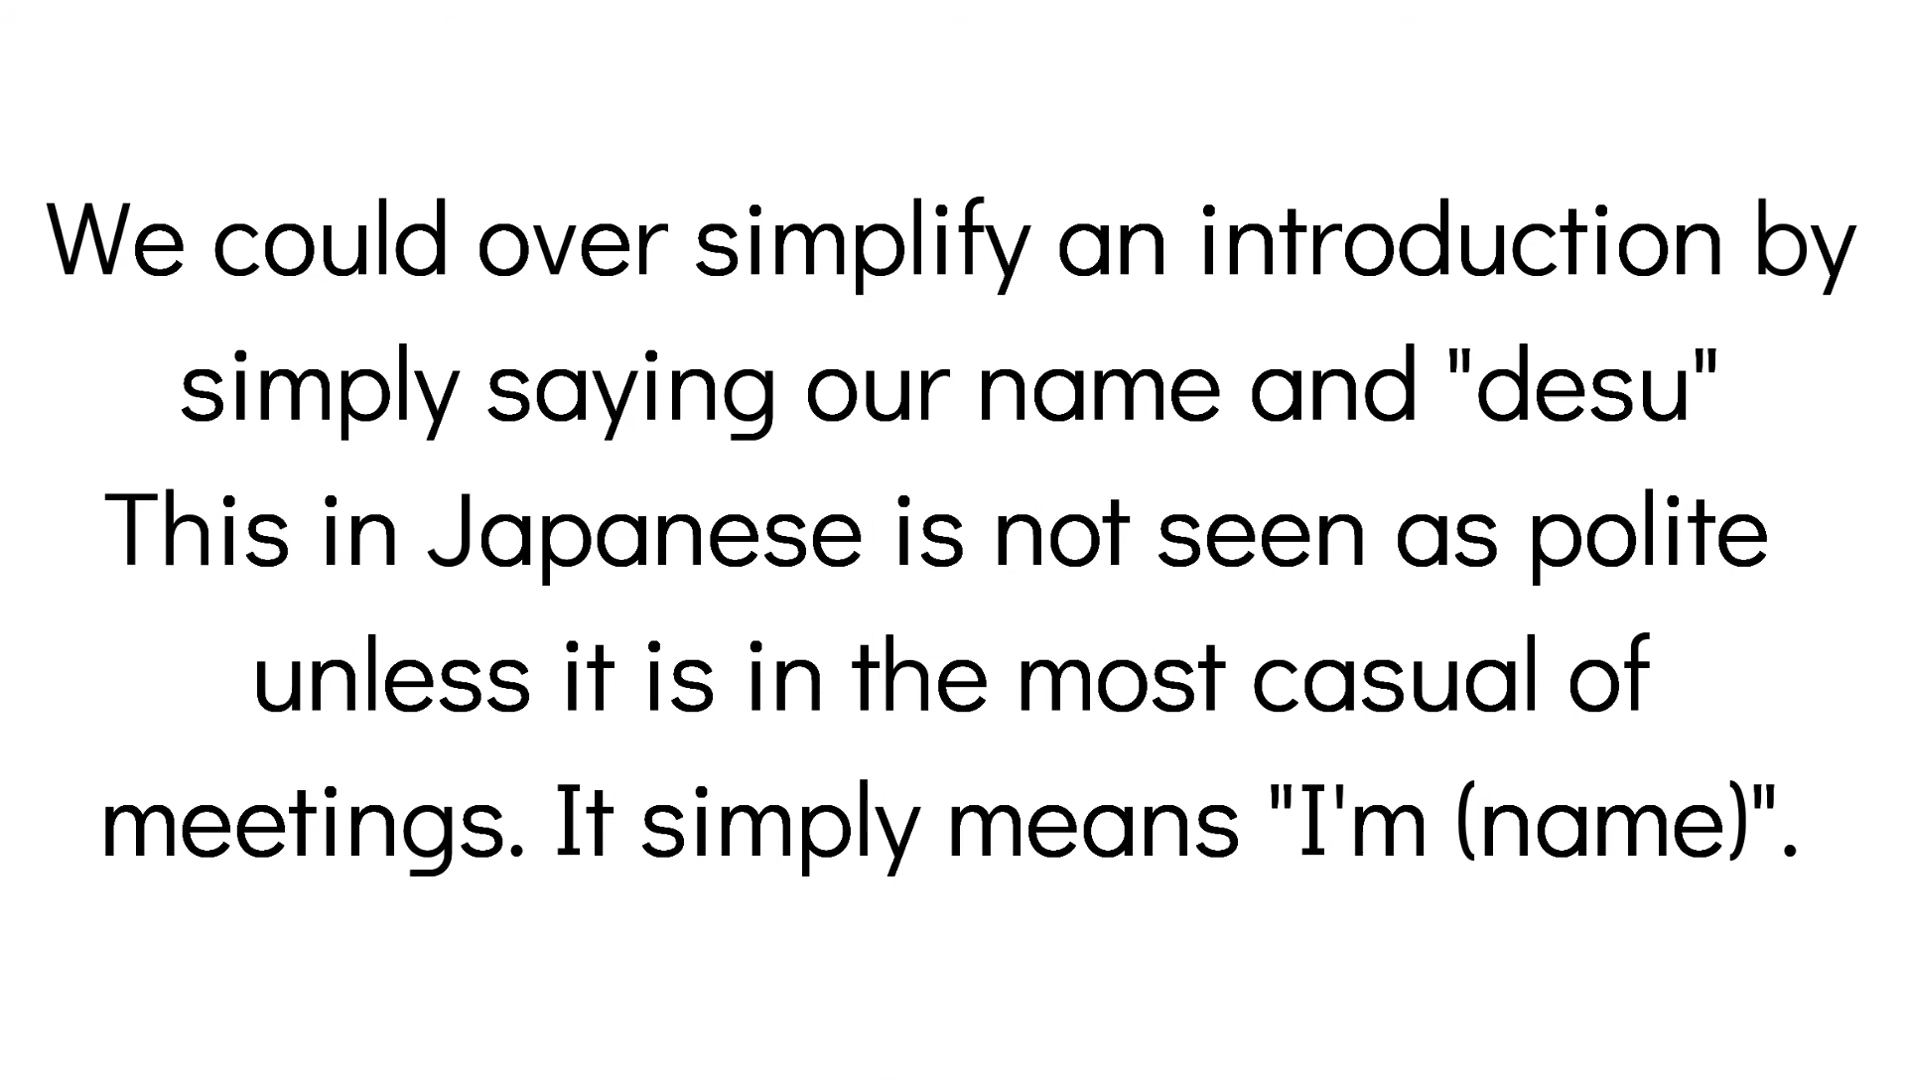 We could over simplify an introduction by
simply saying our name and "desu"
This in Japanese is not seen as polite
unless it is in the most casual of
meetings. It simply means "I'm (name)".